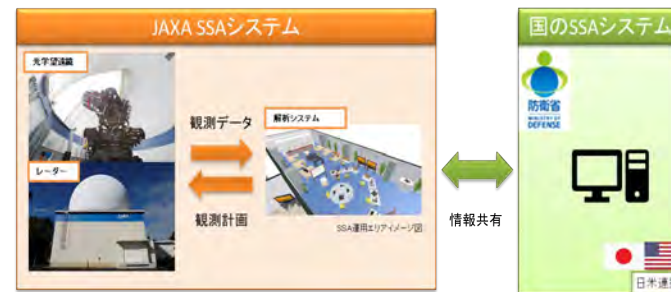 JAXA SSAシステム
光学望遠鏡
レーダー
観測データ
観測計画
解析システム
SSA運用エリアイメージ図
情報共有
国のSSAシステム
防衛省
MINISTRY OF
DEFENSE
日米連